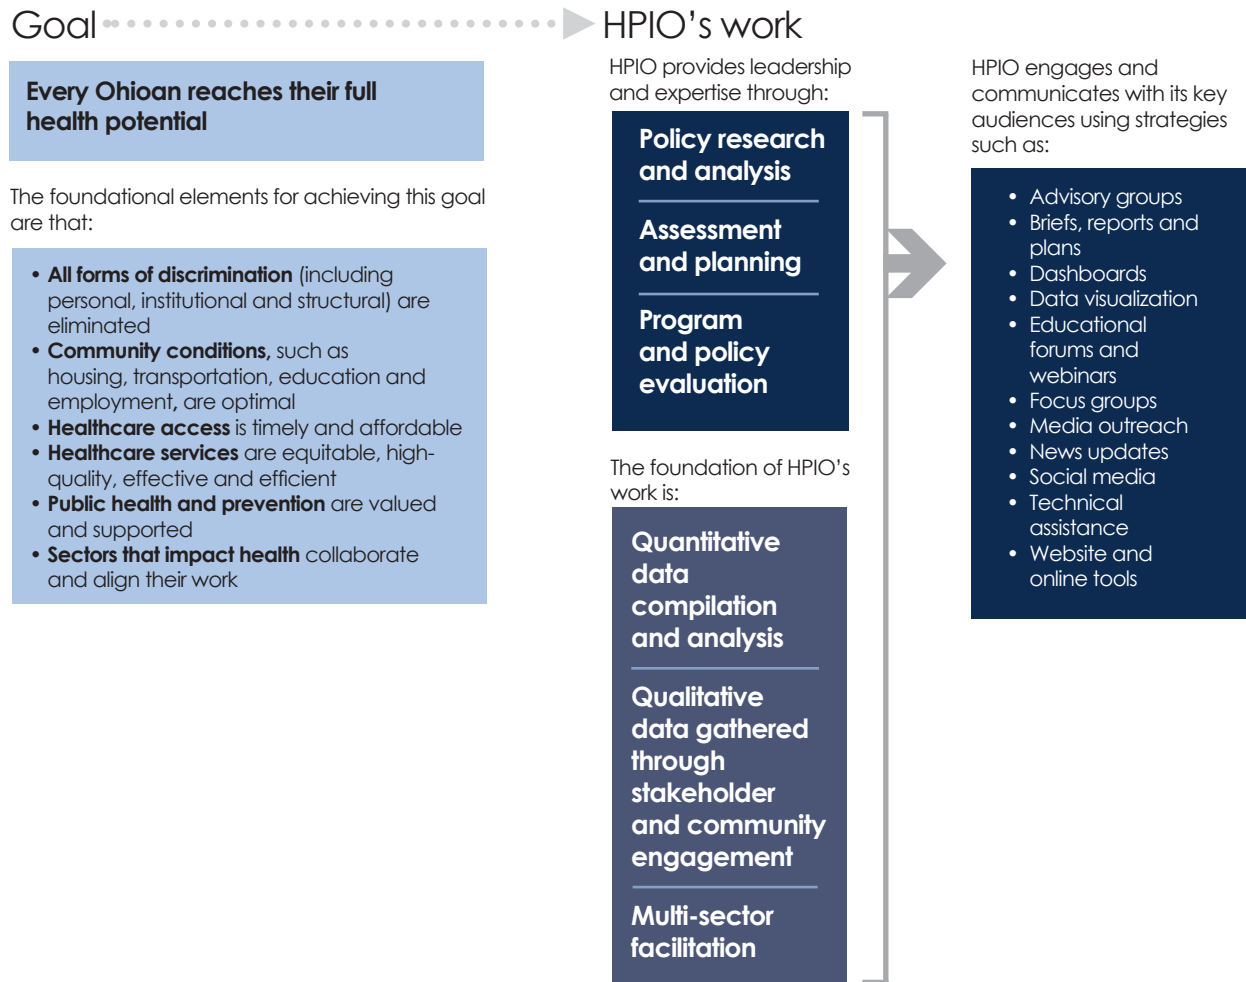 Goal
HPIO's work
Every Ohioan reaches their full
health potential
The foundational elements for achieving this goal
are that:
• All forms of discrimination (including
personal, institutional and structural) are
eliminated
• Community conditions, such as
housing, transportation, education and
employment, are optimal
• Healthcare access is timely and affordable
• Healthcare services are equitable, high-
quality, effective and efficient
• Public health and prevention are valued
and supported
• Sectors that impact health collaborate
and align their work
HPIO provides leadership
and expertise through:
Policy research
and analysis
Assessment
and planning
Program
and policy
evaluation
The foundation of HPIO's
work is:
Quantitative
data
compilation
and analysis
Qualitative
data gathered
through
stakeholder
and community
engagement
Multi-sector
facilitation
HPIO engages and
communicates with its key
audiences using strategies
such as:
• Advisory groups
• Briefs, reports and
plans
• Dashboards
• Data visualization
• Educational
forums and
webinars
• Focus groups
• Media outreach
• News updates
• Social media
• Technical
assistance
• Website and
online tools